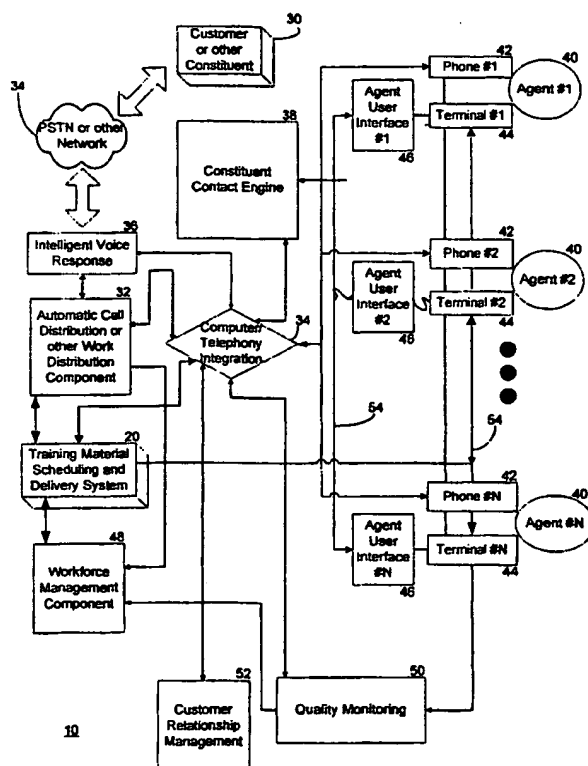 30
Customer
or other
Constituent
34
PSTN or other
Network
38
Constituent
Contact Engine
36
Intelligent Voice
Response
32
Automatic Cell
Distribution or
other Work
Distribution
Component
Computer/
Telephony
Integration
34
20
Training Material
Scheduling and
Delivery System
48
Workforce
Management
Component
52
Customer
Relationship
Management
50
Quality Monitoring
42
Phone #1
40
Agent #1
Agent
User
Interface
#1
46
Terminal #1
44
42
Phone #2
40
Agent #2
Agent
User
Interface
#2
46
Terminal #2
44
54
54
42
Phone #N
40
Agent #N
Agent
User
Interface
#N
46
Terminal #N
44
10